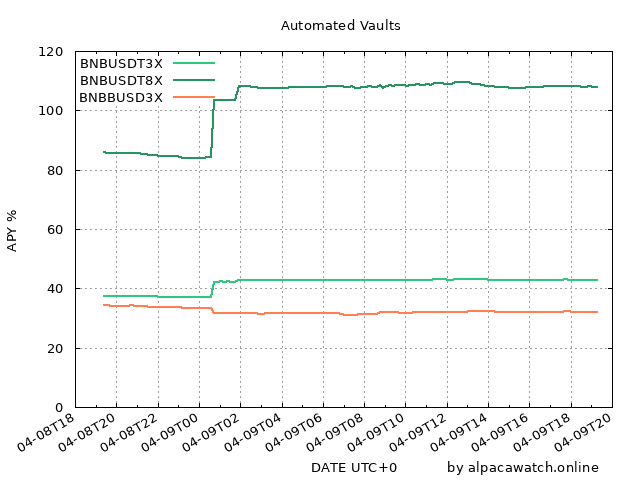 Automated Vaults
120
100
80
60
40
20
0
APY %
BNBUSDT3X
BNBUSDT8X
BNBBUSD3X
04-08T18
04-08T20
04-08T22
04-09T00
04-09T02
04-09T04
04-09T06
04-09T08
04-09T10
04-09T12
04-09T14
04-09T16
04-09T18
04-09T20
DATE UTC+0
by alpacawatch.online